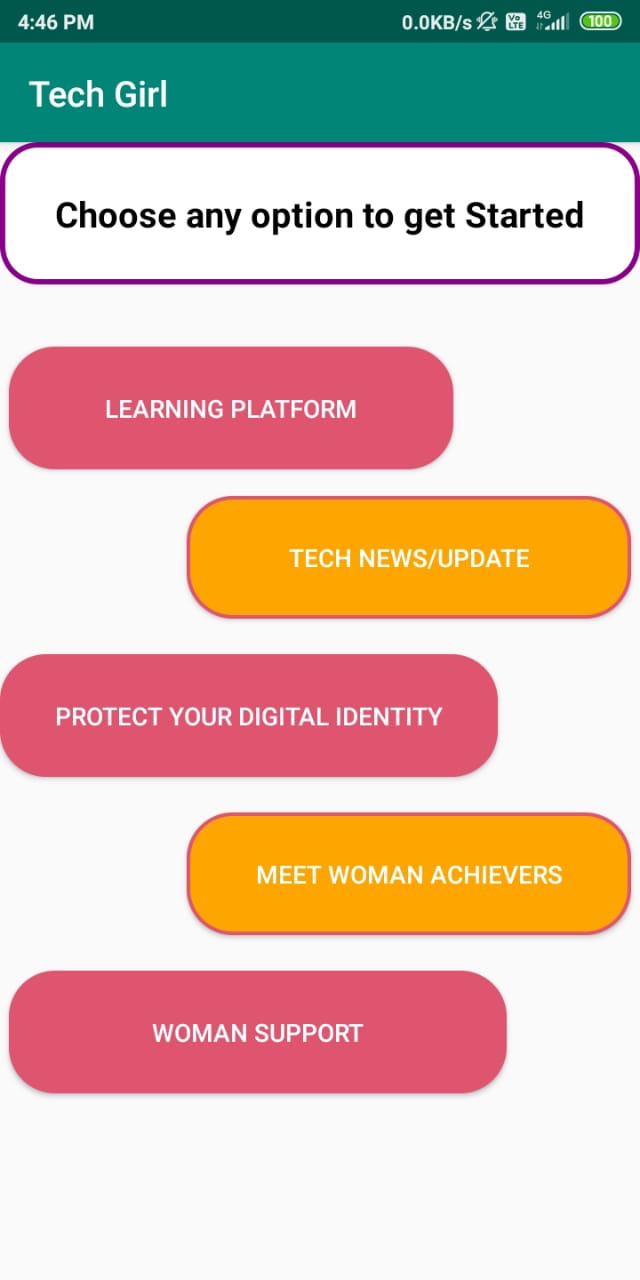 4:46 PM 0.0KB/s Vo LTE 4G 100
Tech Girl
Choose any option to get Started
LEARNING PLATFORM
TECH NEWS/UPDATE
PROTECT YOUR DIGITAL IDENTITY
MEET WOMAN ACHIEVERS
WOMAN SUPPORT